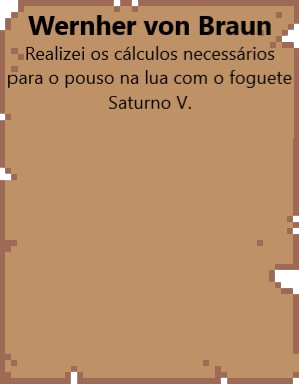 Wernher von Braun
Realizei os cálculos necessários
para o pouso na lua com o foguete
Saturno V.